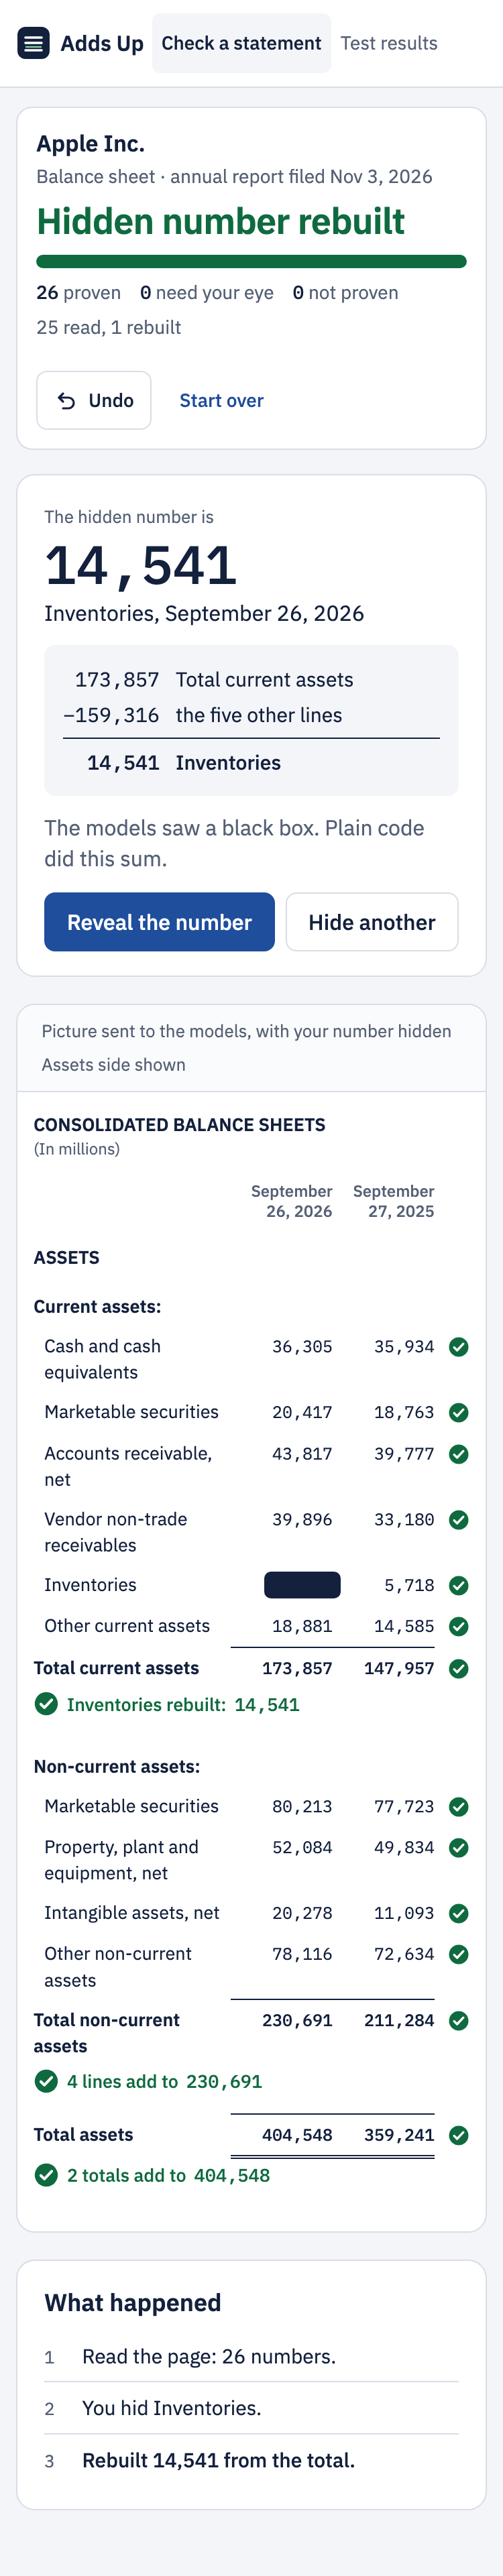 Adds Up Check a statement Test results
Apple Inc.
Balance sheet · annual report filed Nov 3, 2026
Hidden number rebuilt
26 proven 0 need your eye 0 not proven
25 read, 1 rebuilt
Undo Start over
The hidden number is
14,541
Inventories, September 26, 2026
173,857 Total current assets
−159,316 the five other lines
14,541 Inventories
The models saw a black box. Plain code
did this sum.
Reveal the number Hide another
Picture sent to the models, with your number hidden
Assets side shown
CONSOLIDATED BALANCE SHEETS
(In millions)
September September
26, 2026 27, 2025
ASSETS
Current assets:
Cash and cash 36,305 35,934
equivalents
Marketable securities 20,417 18,763
Accounts receivable, 43,817 39,777
net
Vendor non-trade 39,896 33,180
receivables
Inventories 5,718
Other current assets 18,881 14,585
Total current assets 173,857 147,957
Inventories rebuilt: 14,541
Non-current assets:
Marketable securities 80,213 77,723
Property, plant and 52,084 49,834
equipment, net
Intangible assets, net 20,278 11,093
Other non-current 78,116 72,634
assets
Total non-current 230,691 211,284
assets
4 lines add to 230,691
Total assets 404,548 359,241
2 totals add to 404,548
What happened
1 Read the page: 26 numbers.
2 You hid Inventories.
3 Rebuilt 14,541 from the total.